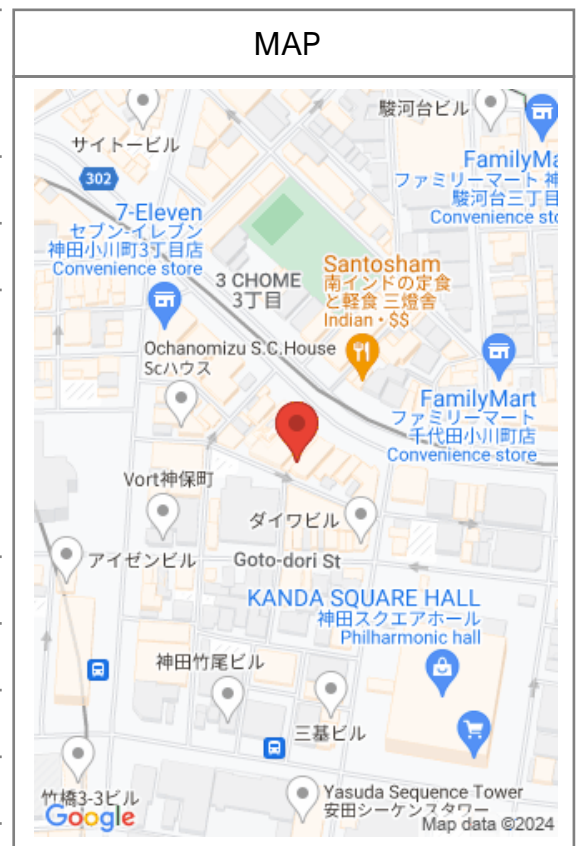 MAP
駿河台ビル
サイトービル
302
FamilyMa
ファミリーマート 神
駿河台三丁目
Convenience sto
7-Eleven
セブン-イレブン
神田小川町3丁目店
Convenience store
3 CHOME
3丁目
Santosham
南インドの定食
と軽食 三燈舎
Indian • $$
Ochanomizu S.C.House
Scハウス
FamilyMart
ファミリーマート
千代田小川町店
Convenience store
Vort神保町
ダイワビル
アイゼンビル
Goto-dori St
KANDA SQUARE HALL
神田スクエアホール
Philharmonic hall
神田竹尾ビル
三基ビル
竹橋3-3ビル
Yasuda Sequence Tower
安田シーケンスタワー
Google
Map data ©2024